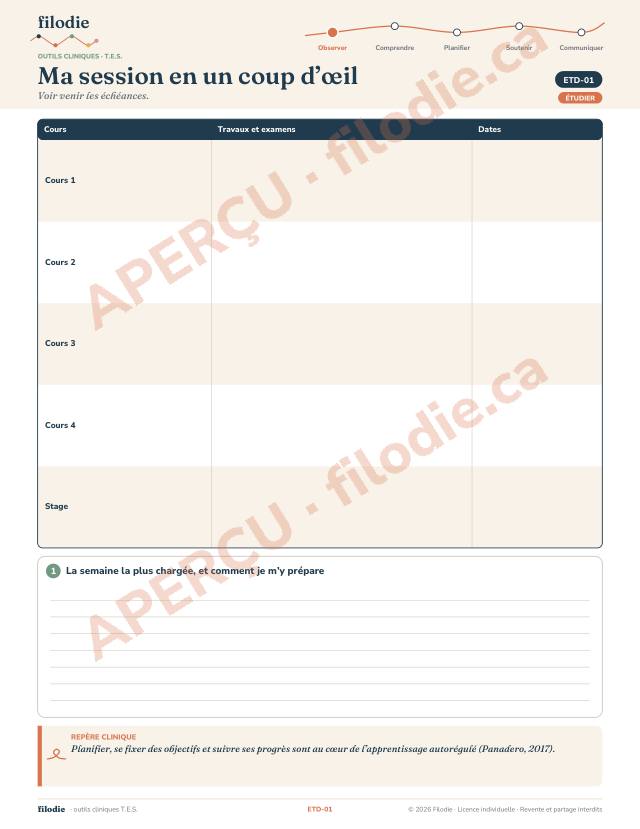 filodie
OUTILS CLINIQUES · T.E.S.
Observer Comprendre Planifier Soutenir Communiquer
Ma session en un coup d’œil
Voir venir les échéances.
ETD-01
ÉTUDIER
Cours Travaux et examens Dates
Cours 1
Cours 2
Cours 3
Cours 4
Stage
APERÇU · filodie.ca
APERÇU · filodie.ca
1 La semaine la plus chargée, et comment je m’y prépare
REPÈRE CLINIQUE
Planifier, se fixer des objectifs et suivre ses progrès sont au cœur de l’apprentissage autorégulé (Panadero, 2017).
filodie · outils cliniques T.E.S. ETD-01 © 2026 Filodie · Licence individuelle · Revente et partage interdits